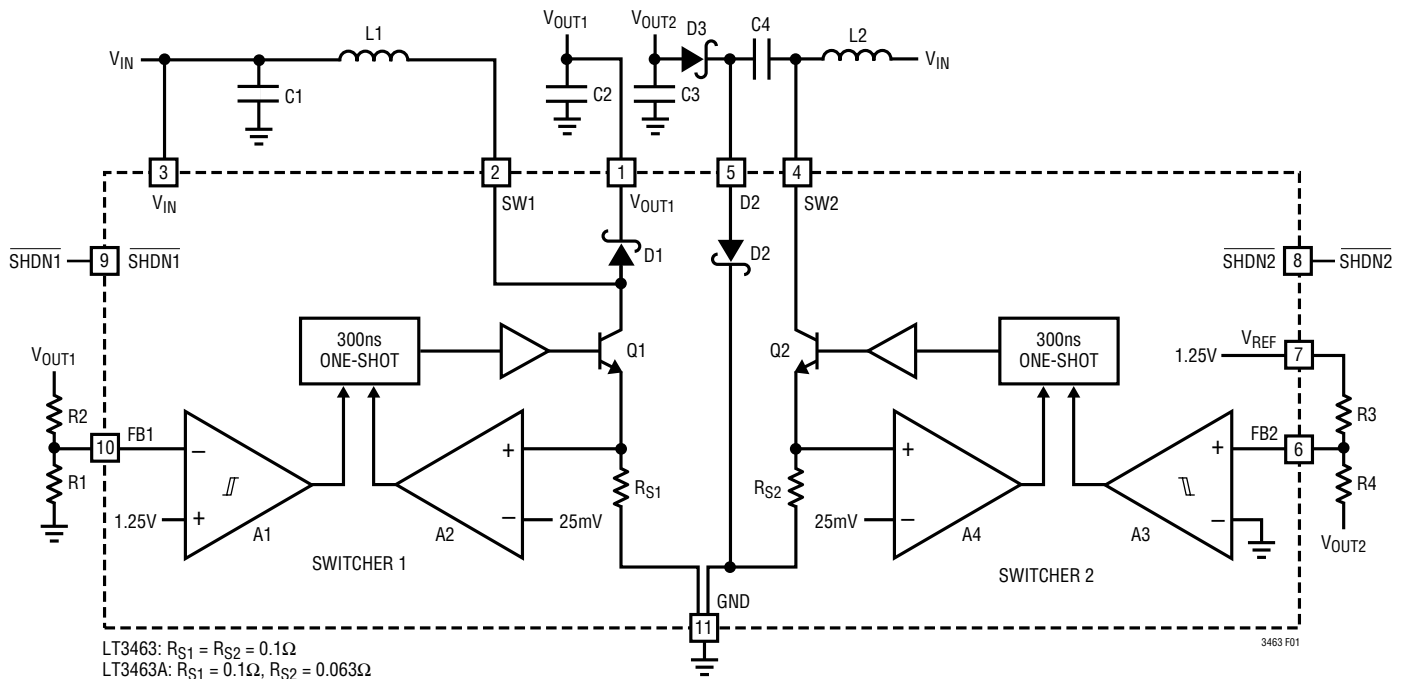 VIN
L1
C1
VOUT1
C2
VOUT2
D3
C3
C4
L2
VIN
3
VIN
2
SW1
1
VOUT1
5
D2
4
SW2
SHDN1
9
SHDN1
D1
D2
SHDN2
8
SHDN2
300ns
ONE-SHOT
Q1
Q2
300ns
ONE-SHOT
1.25V
VREF
7
VOUT1
R2
10
FB1
R1
−
+
1.25V
A1
A2
+
−
RS1
25mV
SWITCHER 1
RS2
25mV
+
−
A4
A3
+
−
FB2
6
R3
R4
VOUT2
SWITCHER 2
GND
11
LT3463: RS1 = RS2 = 0.1Ω
LT3463A: RS1 = 0.1Ω, RS2 = 0.063Ω
3463 F01